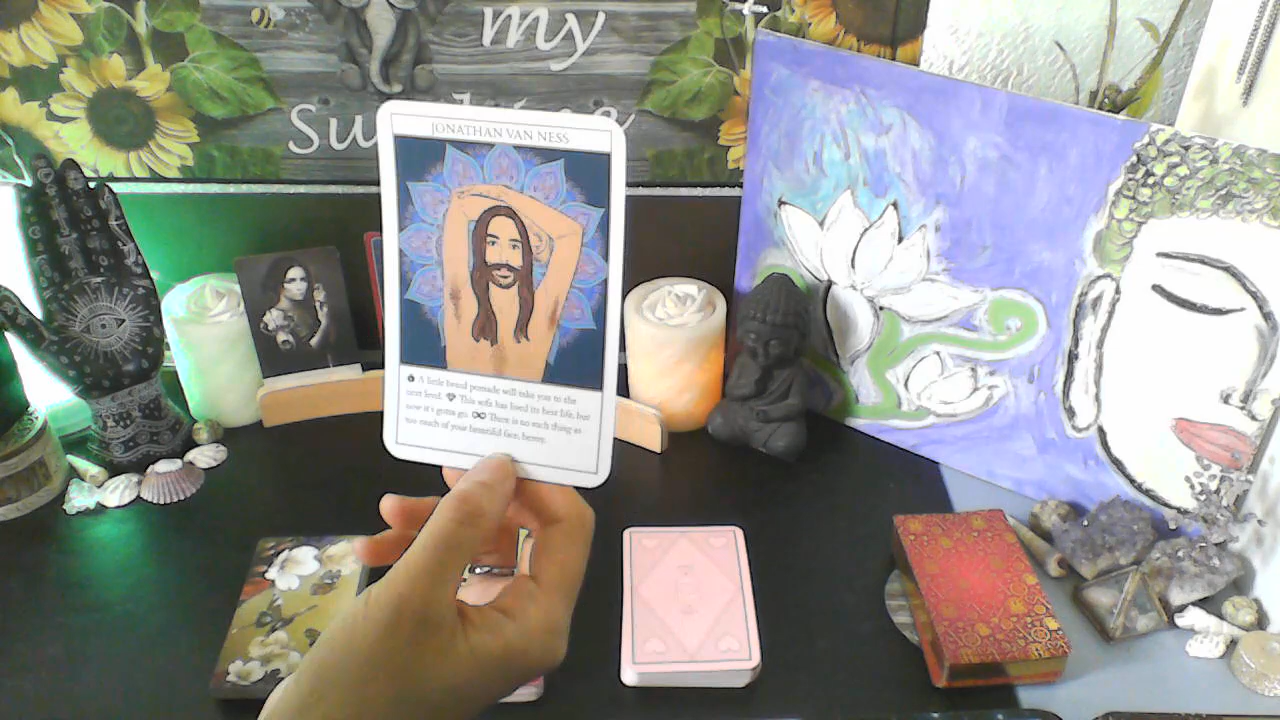 my
JONATHAN VAN NESS
A little beard pomade will take you to the
next level. This sofa has lived its best life, but
now it's gotta go. There is no such thing as
too much of your beautiful face, henny.